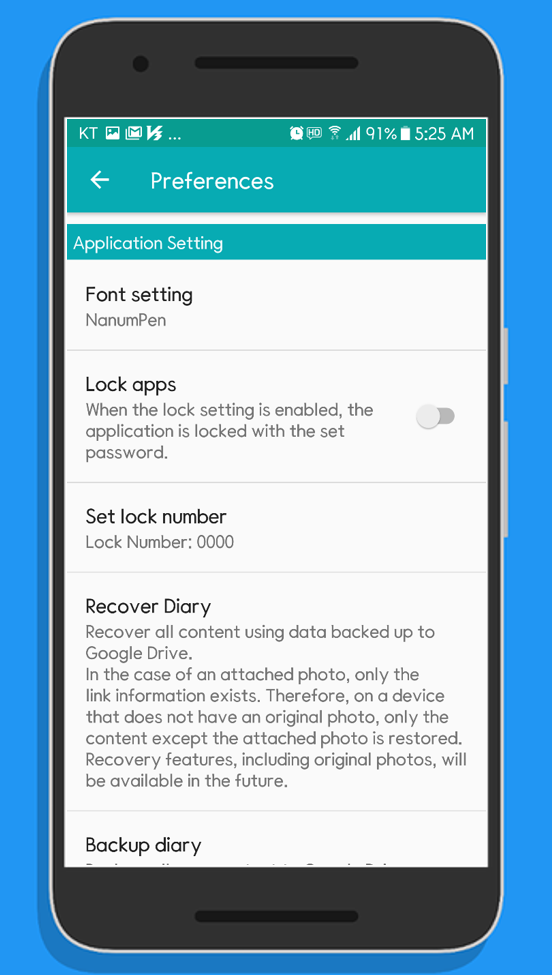 KT ... HD 91% 5:25 AM
Preferences
Application Setting
Font setting
NanumPen
Lock apps
When the lock setting is enabled, the
application is locked with the set
password.
Set lock number
Lock Number: 0000
Recover Diary
Recover all content using data backed up to
Google Drive.
In the case of an attached photo, only the
link information exists. Therefore, on a device
that does not have an original photo, only the
content except the attached photo is restored.
Recovery features, including original photos, will
be available in the future.
Backup diary